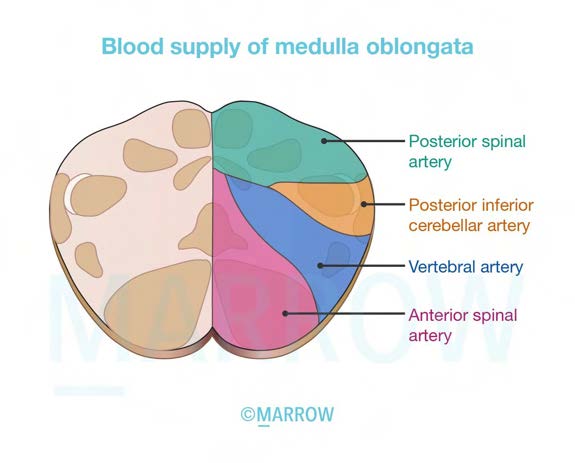 Blood supply of medulla oblongata
Posterior spinal
artery
Posterior inferior
cerebellar artery
Vertebral artery
Anterior spinal
artery
MARROW
©MARROW